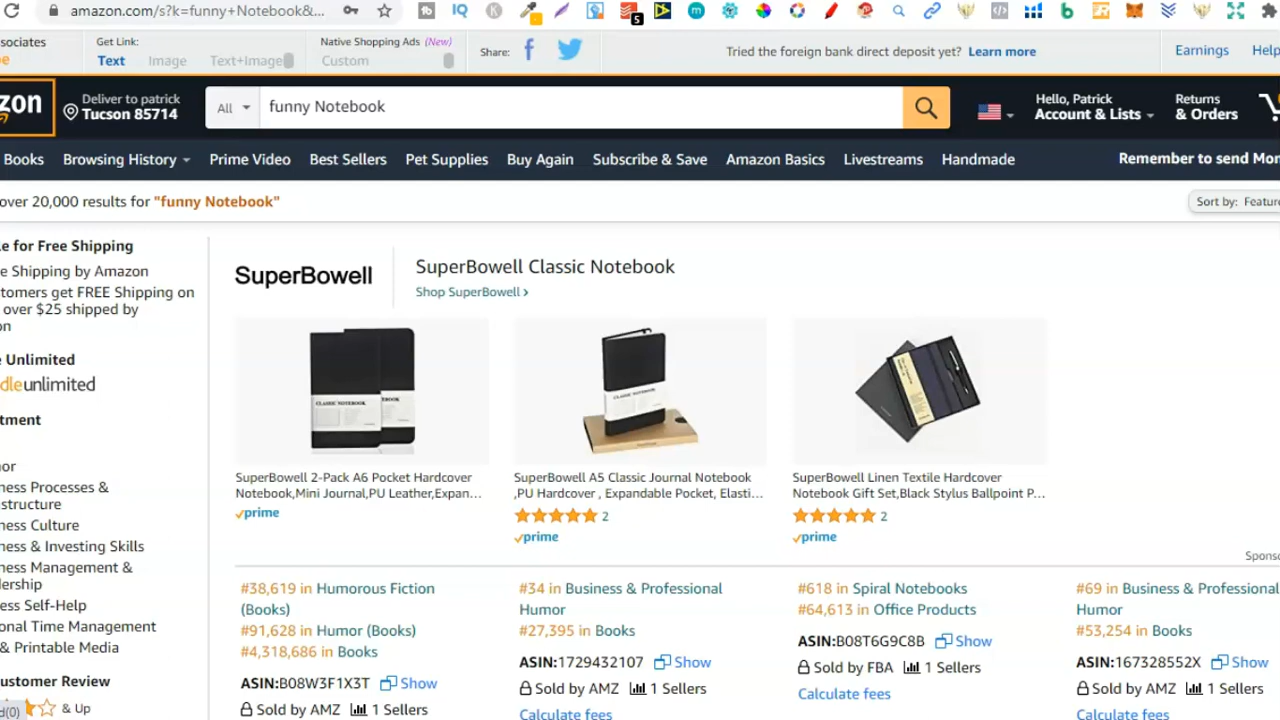 amazon.com/s?k=funny+Notebook&...
5
sociates
Get Link:
Native Shopping Ads (New)
Text
Image
Text+Image
Custom
Share:
Tried the foreign bank direct deposit yet? Learn more
Earnings
Help
zon
Deliver to patrick
Tucson 85714
All
funny Notebook
Hello, Patrick
Account & Lists
Returns
& Orders
Books
Browsing History
Prime Video
Best Sellers
Pet Supplies
Buy Again
Subscribe & Save
Amazon Basics
Livestreams
Handmade
Remember to send Mon
over 20,000 results for "funny Notebook"
Sort by: Feature
le for Free Shipping
e Shipping by Amazon
tomers get FREE Shipping on
over $25 shipped by
on
e Unlimited
dleunlimited
tment
or
ness Processes &
structure
ness Culture
ness & Investing Skills
ness Management &
dership
ess Self-Help
onal Time Management
& Printable Media
ustomer Review
& Up
d(0)
SuperBowell
SuperBowell Classic Notebook
Shop SuperBowell ›
CLASSIC NOTEBOOK
SuperBowell 2-Pack A6 Pocket Hardcover
Notebook,Mini Journal,PU Leather,Expan...
prime
SuperBowell A5 Classic Journal Notebook
,PU Hardcover , Expandable Pocket, Elasti...
2
prime
SuperBowell Linen Textile Hardcover
Notebook Gift Set,Black Stylus Ballpoint P...
2
prime
Sponso
#38,619 in Humorous Fiction
(Books)
#91,628 in Humor (Books)
#4,318,686 in Books
ASIN:B08W3F1X3T Show
Sold by AMZ 1 Sellers
#34 in Business & Professional
Humor
#27,395 in Books
ASIN:1729432107 Show
Sold by AMZ 1 Sellers
Calculate fees
#618 in Spiral Notebooks
#64,613 in Office Products
ASIN:B08T6G9C8B Show
Sold by FBA 1 Sellers
Calculate fees
#69 in Business & Professional
Humor
#53,254 in Books
ASIN:167328552X Show
Sold by AMZ 1 Sellers
Calculate fees